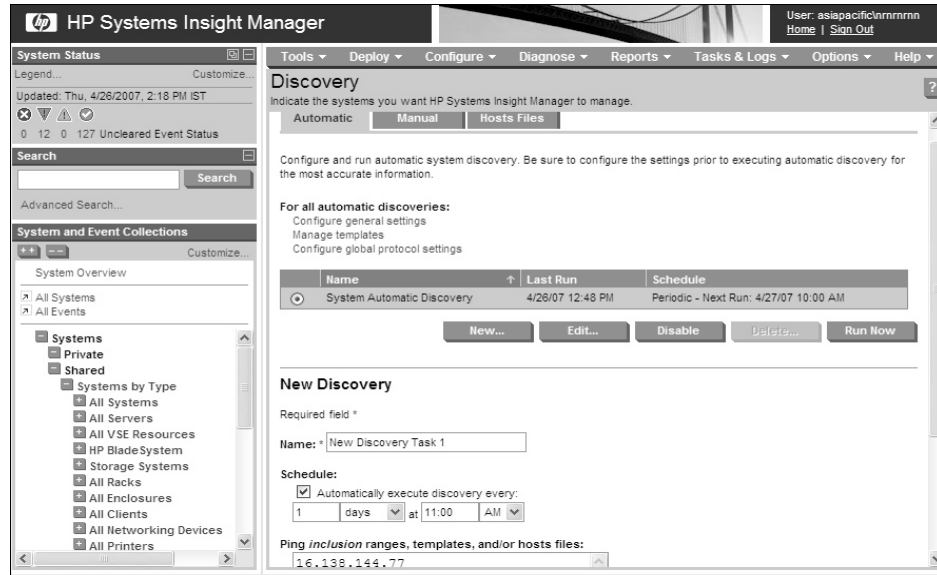 hp HP Systems Insight Manager
User: asiapacific\nrnrnrnn
Home | Sign Out
System Status
Legend... Customize...
Updated: Thu, 4/26/2007, 2:18 PM IST
0 12 0 127 Uncleared Event Status
Search
Search
Advanced Search...
System and Event Collections
++ -- Customize...
System Overview
All Systems
All Events
Systems
Private
Shared
Systems by Type
All Systems
All Servers
All VSE Resources
HP BladeSystem
Storage Systems
All Racks
All Enclosures
All Clients
All Networking Devices
All Printers
Tools Deploy Configure Diagnose Reports Tasks & Logs Options Help
Discovery
?
Indicate the systems you want HP Systems Insight Manager to manage.
Automatic Manual Hosts Files
Configure and run automatic system discovery. Be sure to configure the settings prior to executing automatic discovery for
the most accurate information.
For all automatic discoveries:
Configure general settings
Manage templates
Configure global protocol settings
Name Last Run Schedule
System Automatic Discovery 4/26/07 12:48 PM Periodic - Next Run: 4/27/07 10:00 AM
New... Edit... Disable Delete... Run Now
New Discovery
Required field *
Name: * New Discovery Task 1
Schedule:
Automatically execute discovery every:
1 days at 11:00 AM
Ping inclusion ranges, templates, and/or hosts files:
16.138.144.77